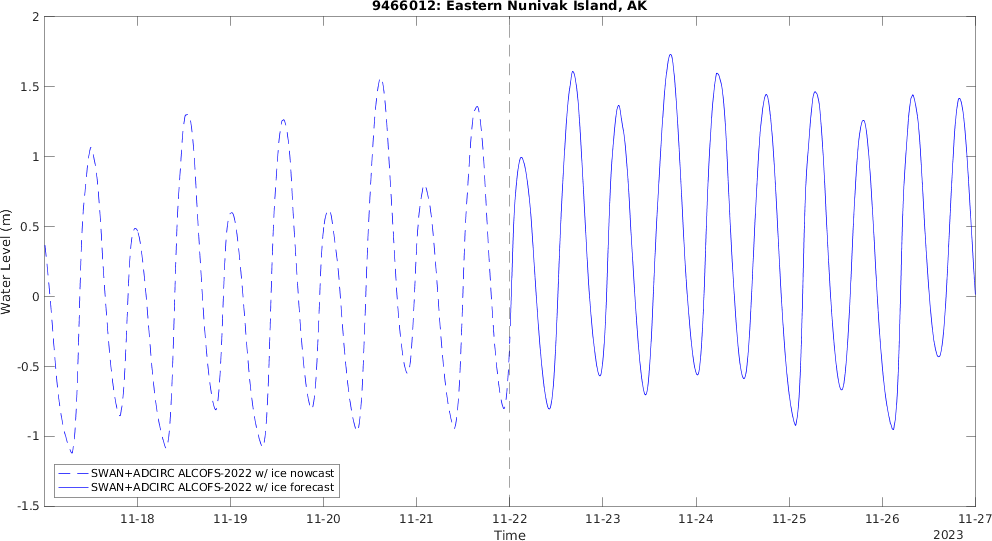 9466012: Eastern Nunivak Island, AK
2
1.5
1
0.5
0
-0.5
-1
-1.5
Water Level (m)
SWAN+ADCIRC ALCOFS-2022 w/ ice nowcast
SWAN+ADCIRC ALCOFS-2022 w/ ice forecast
11-18 11-19 11-20 11-21 11-22 11-23 11-24 11-25 11-26 11-27
Time
2023